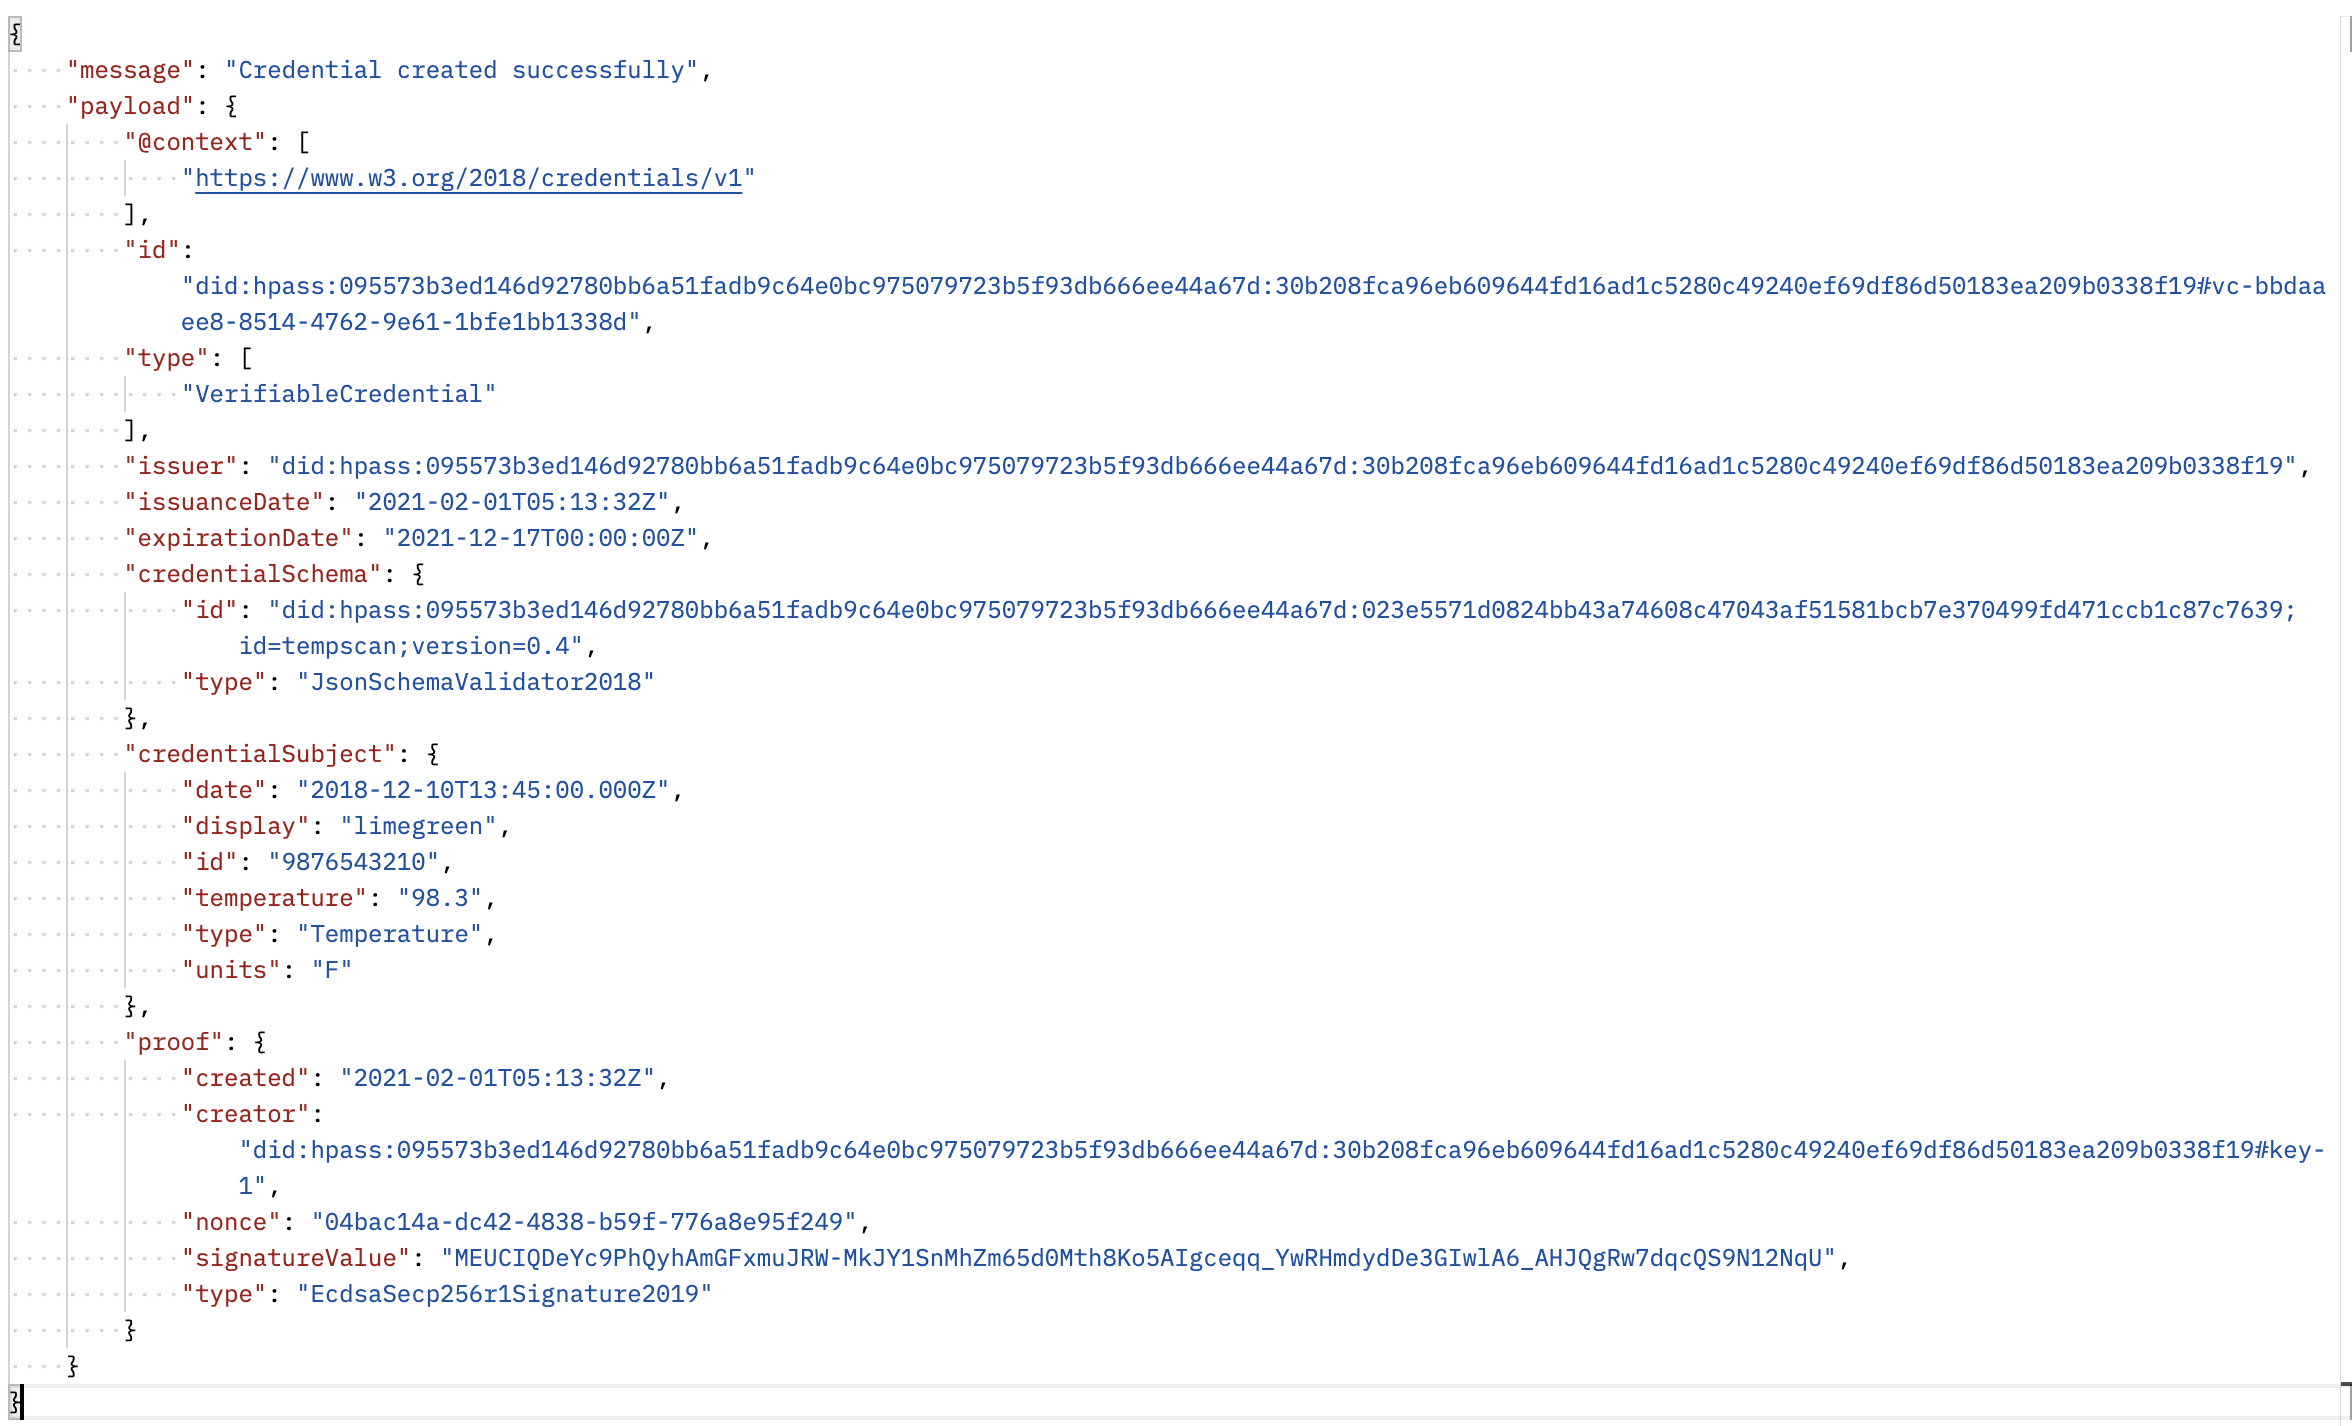 {
"message": "Credential created successfully",
"payload": {
"@context": [
"https://www.w3.org/2018/credentials/v1"
],
"id":
"did:hpass:095573b3ed146d92780bb6a51fadb9c64e0bc975079723b5f93db666ee44a67d:30b208fca96eb609644fd16ad1c5280c49240ef69df86d50183ea209b0338f19#vc-bbdaa
ee8-8514-4762-9e61-1bfe1bb1338d",
"type": [
"VerifiableCredential"
],
"issuer": "did:hpass:095573b3ed146d92780bb6a51fadb9c64e0bc975079723b5f93db666ee44a67d:30b208fca96eb609644fd16ad1c5280c49240ef69df86d50183ea209b0338f19",
"issuanceDate": "2021-02-01T05:13:32Z",
"expirationDate": "2021-12-17T00:00:00Z",
"credentialSchema": {
"id": "did:hpass:095573b3ed146d92780bb6a51fadb9c64e0bc975079723b5f93db666ee44a67d:023e5571d0824bb43a74608c47043af51581bcb7e370499fd471ccb1c87c7639;
id=tempscan;version=0.4",
"type": "JsonSchemaValidator2018"
},
"credentialSubject": {
"date": "2018-12-10T13:45:00.000Z",
"display": "limegreen",
"id": "9876543210",
"temperature": "98.3",
"type": "Temperature",
"units": "F"
},
"proof": {
"created": "2021-02-01T05:13:32Z",
"creator":
"did:hpass:095573b3ed146d92780bb6a51fadb9c64e0bc975079723b5f93db666ee44a67d:30b208fca96eb609644fd16ad1c5280c49240ef69df86d50183ea209b0338f19#key-
1",
"nonce": "04bac14a-dc42-4838-b59f-776a8e95f249",
"signatureValue": "MEUCIQDeYc9PhQyhAmGFxmuJRW-MkJY1SnMhZm65d0Mth8Ko5AIgceqq_YwRHmdydDe3GIwlA6_AHJQgRw7dqcQS9N12NqU",
"type": "EcdsaSecp256r1Signature2019"
}
}
}